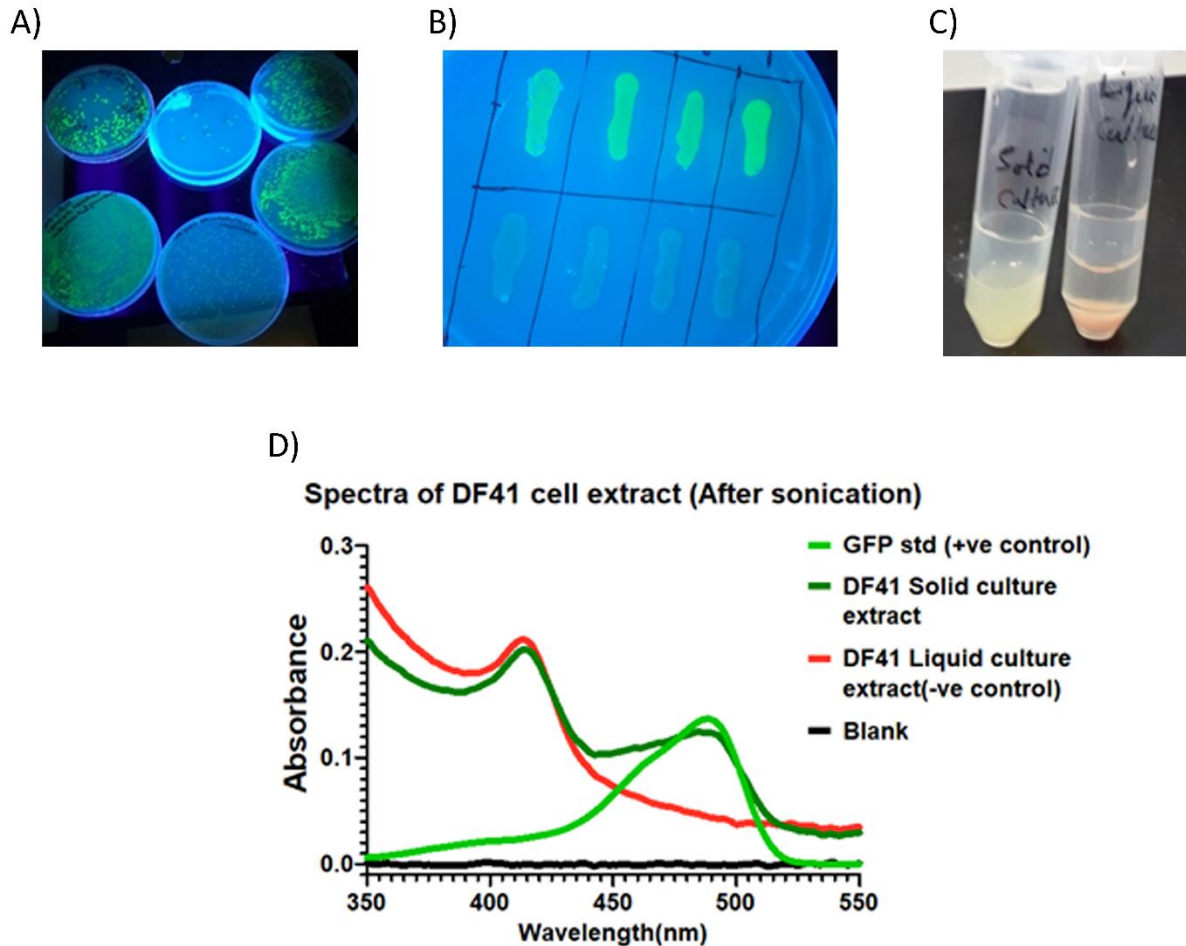 A)
B)
C)
Solid
Culture
Liquid
Culture
D)
Spectra of DF41 cell extract (After sonication)
0.3
0.2
0.1
0.0
Absorbance
350
400
450
500
550
Wavelength(nm)
GFP std (+ve control)
DF41 Solid culture
extract
DF41 Liquid culture
extract(-ve control)
Blank